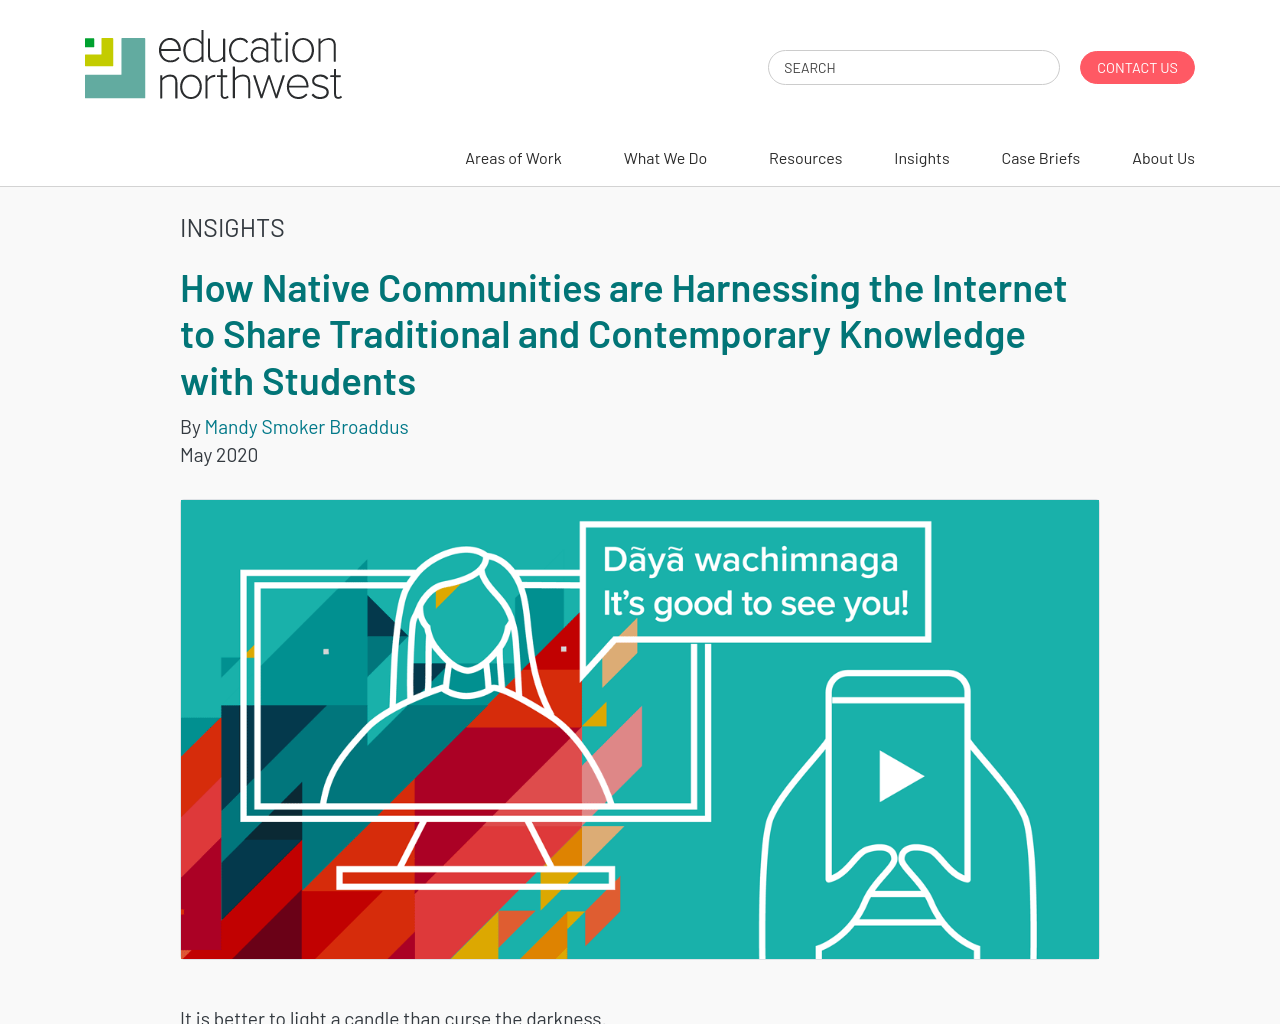 education
northwest
SEARCH
CONTACT US
Areas of Work
What We Do
Resources
Insights
Case Briefs
About Us
INSIGHTS
How Native Communities are Harnessing the Internet
to Share Traditional and Contemporary Knowledge
with Students
By Mandy Smoker Broaddus
May 2020
Dãyã wachimnaga
It's good to see you!
It is better to light a candle than curse the darkness.